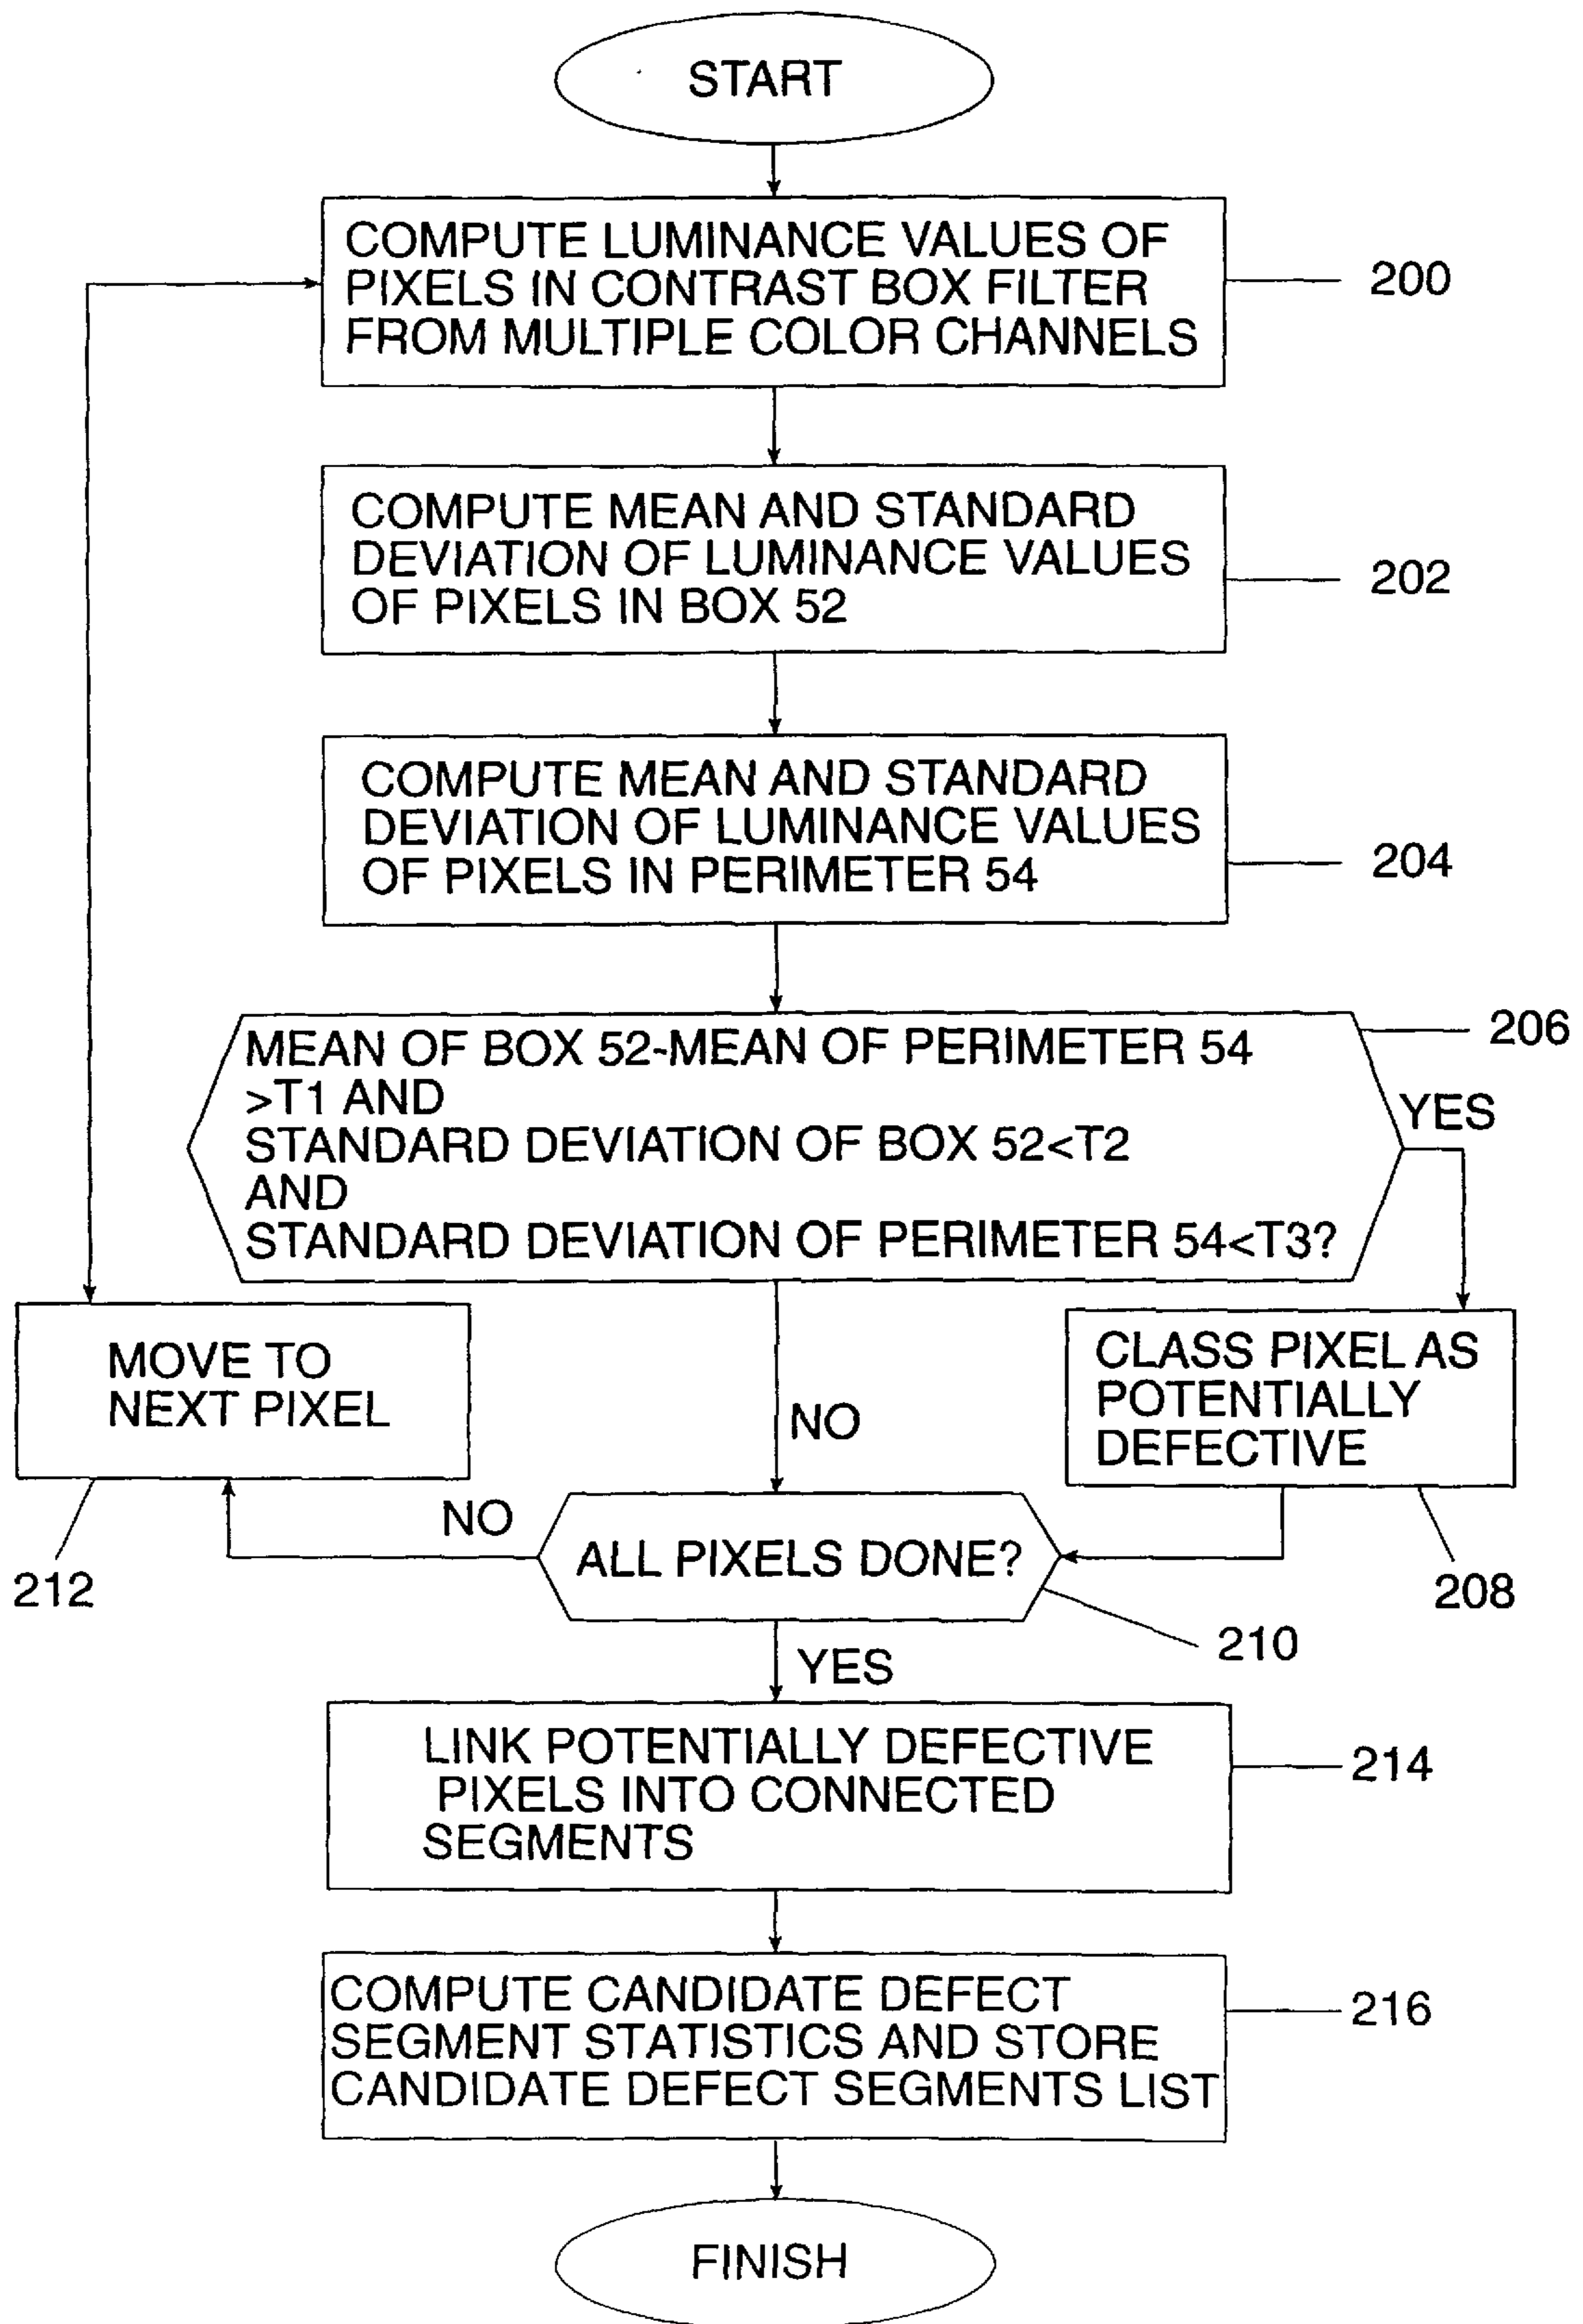 START
COMPUTE LUMINANCE VALUES OF
PIXELS IN CONTRAST BOX FILTER
FROM MULTIPLE COLOR CHANNELS
200
COMPUTE MEAN AND STANDARD
DEVIATION OF LUMINANCE VALUES
OF PIXELS IN BOX 52
202
COMPUTE MEAN AND STANDARD
DEVIATION OF LUMINANCE VALUES
OF PIXELS IN PERIMETER 54
204
MEAN OF BOX 52-MEAN OF PERIMETER 54
>T1 AND
STANDARD DEVIATION OF BOX 52<T2
AND
STANDARD DEVIATION OF PERIMETER 54<T3?
206
YES
MOVE TO
NEXT PIXEL
212
NO
CLASS PIXEL AS
POTENTIALLY
DEFECTIVE
208
NO
ALL PIXELS DONE?
210
YES
LINK POTENTIALLY DEFECTIVE
PIXELS INTO CONNECTED
SEGMENTS
214
COMPUTE CANDIDATE DEFECT
SEGMENT STATISTICS AND STORE
CANDIDATE DEFECT SEGMENTS LIST
216
FINISH